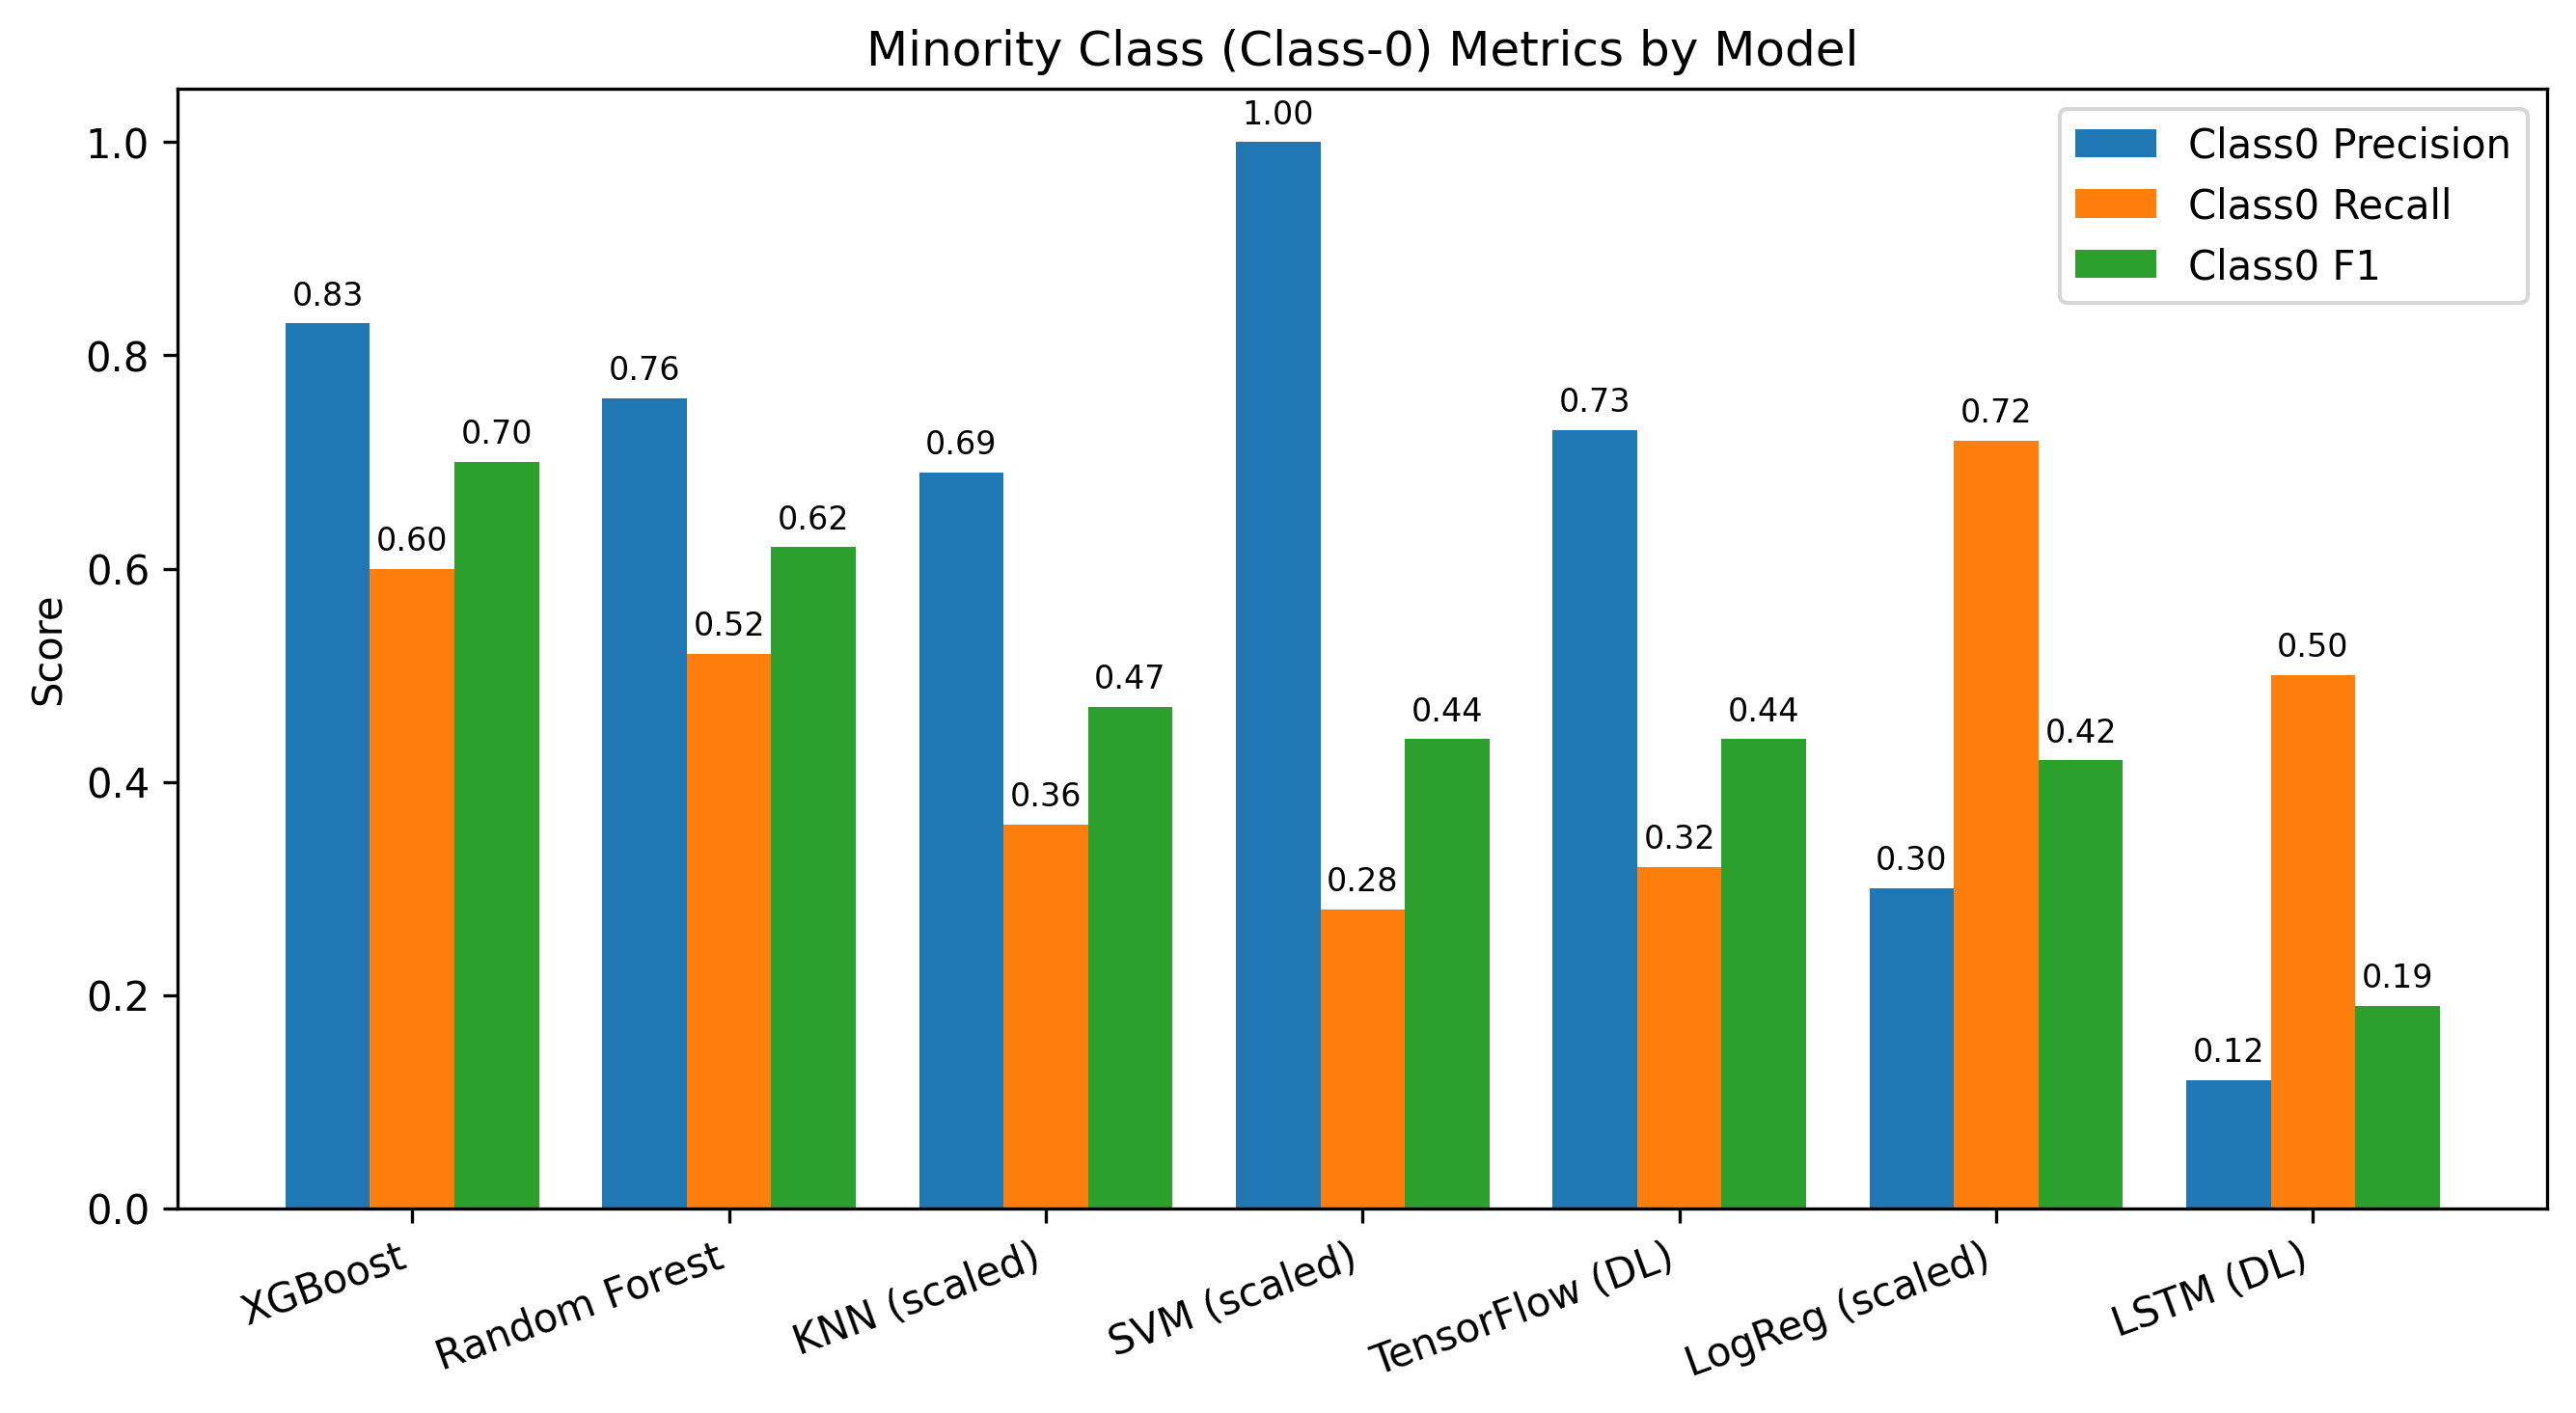 Minority Class (Class-0) Metrics by Model
Class0 Precision
Class0 Recall
Class0 F1
Score
1.0
0.8
0.6
0.4
0.2
0.0
0.83
0.60
0.70
0.76
0.52
0.62
0.69
0.36
0.47
1.00
0.28
0.44
0.73
0.32
0.44
0.30
0.72
0.42
0.12
0.50
0.19
XGBoost
Random Forest
KNN (scaled)
SVM (scaled)
TensorFlow (DL)
LogReg (scaled)
LSTM (DL)